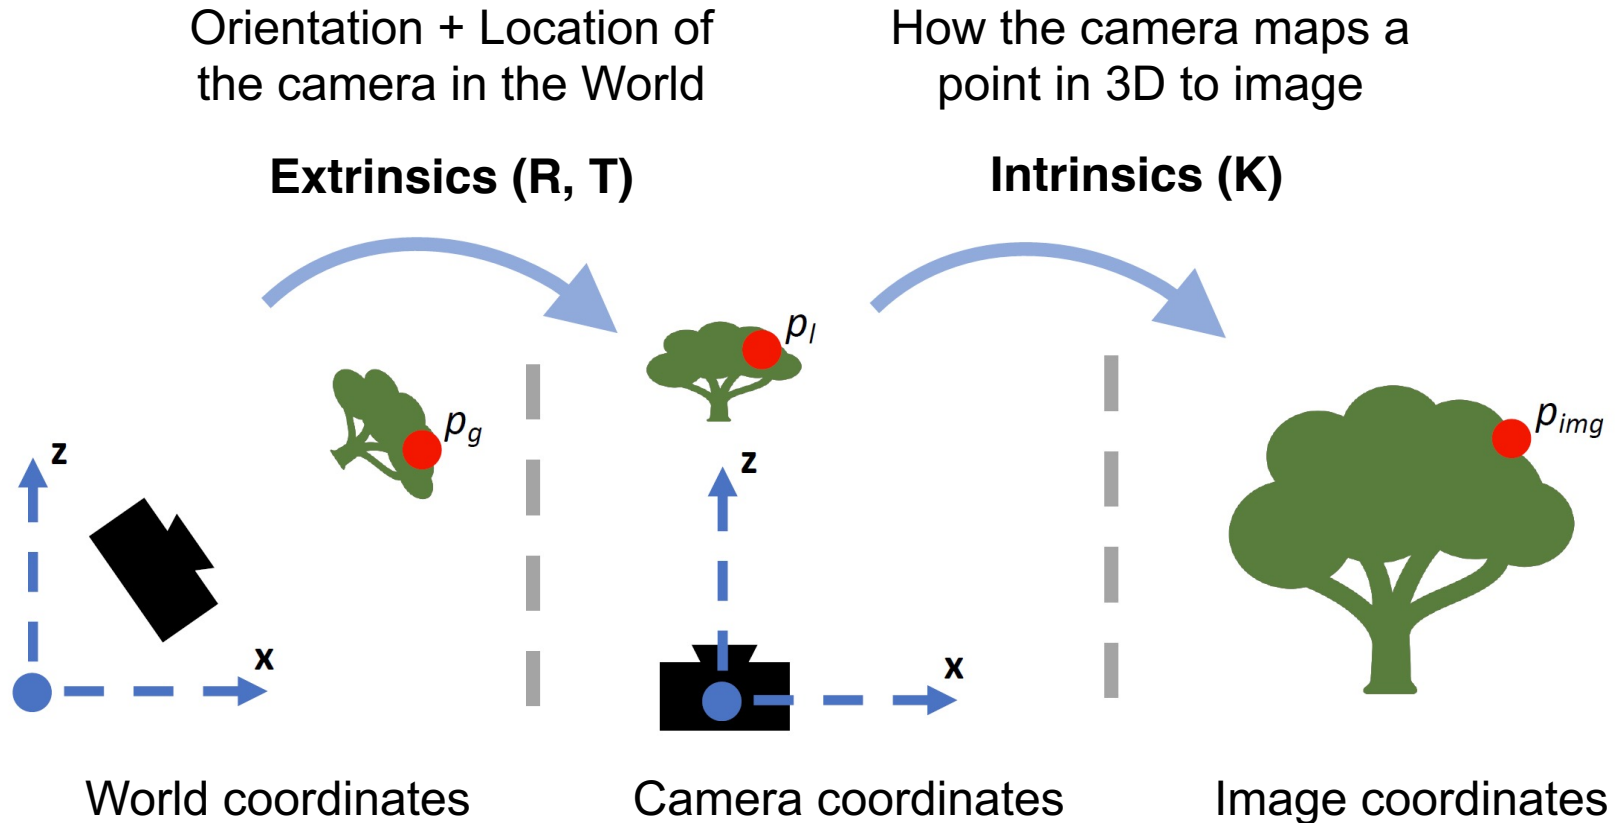 Orientation + Location of
the camera in the World
How the camera maps a
point in 3D to image
Extrinsics (R, T)
Intrinsics (K)
p_l
p_g
p_img
z
z
x
x
World coordinates
Camera coordinates
Image coordinates